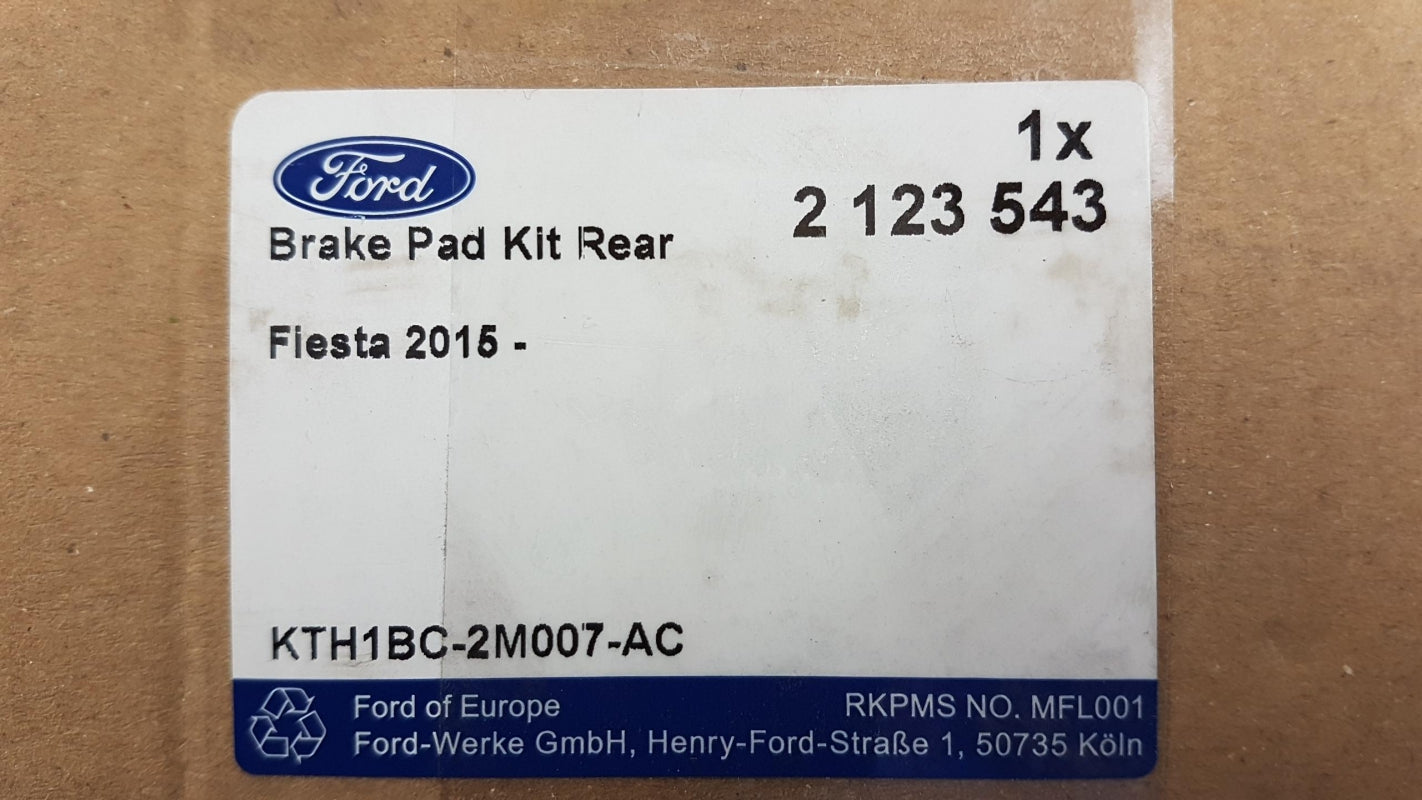 Ford
1x
2 123 543
Brake Pad Kit Rear
Fiesta 2015 -
KTH1BC-2M007-AC
Ford of Europe
RKPMS NO. MFL001
Ford-Werke GmbH, Henry-Ford-Straße 1, 50735 Köln